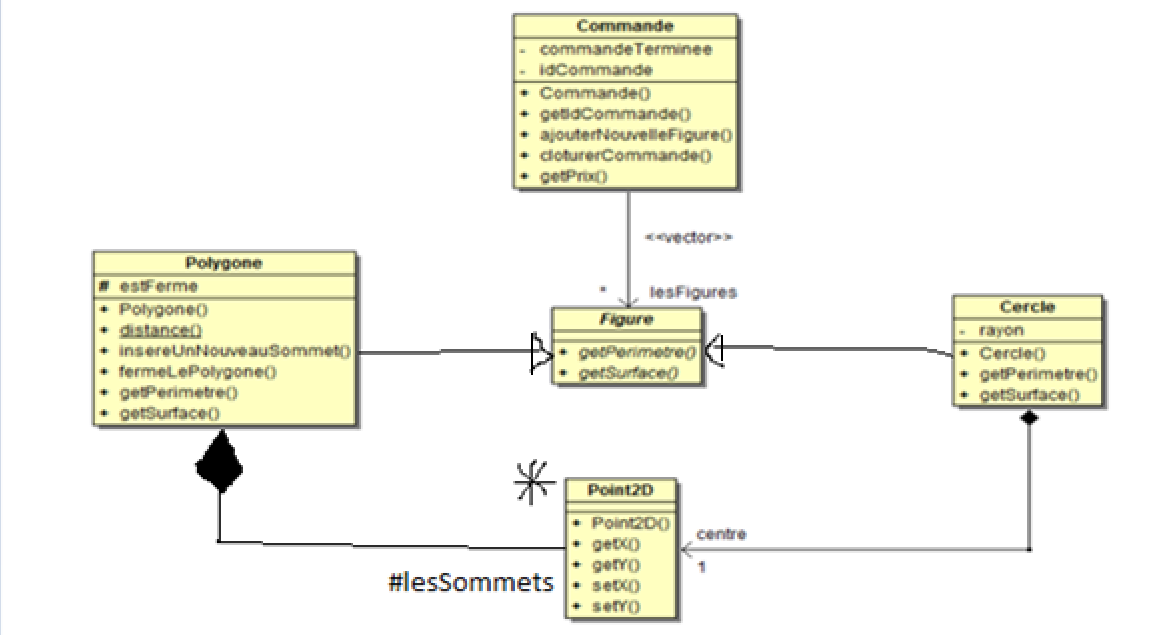 Commande
- commandeTerminee
- idCommande
+ Commande()
+ getIdCommande()
+ ajouterNouvelleFigure()
+ cloturerCommande()
+ getPrix()
<<vector>>
* lesFigures
Polygone
# estFerme
+ Polygone()
+ distance()
+ insereUnNouveauSommet()
+ fermeLePolygone()
+ getPerimetre()
+ getSurface()
Figure
+ getPerimetre()
+ getSurface()
Cercle
- rayon
+ Cercle()
+ getPerimetre()
+ getSurface()
*
Point2D
+ Point2D()
+ getX()
+ getY()
+ setX()
+ setY()
centre
1
#lesSommets